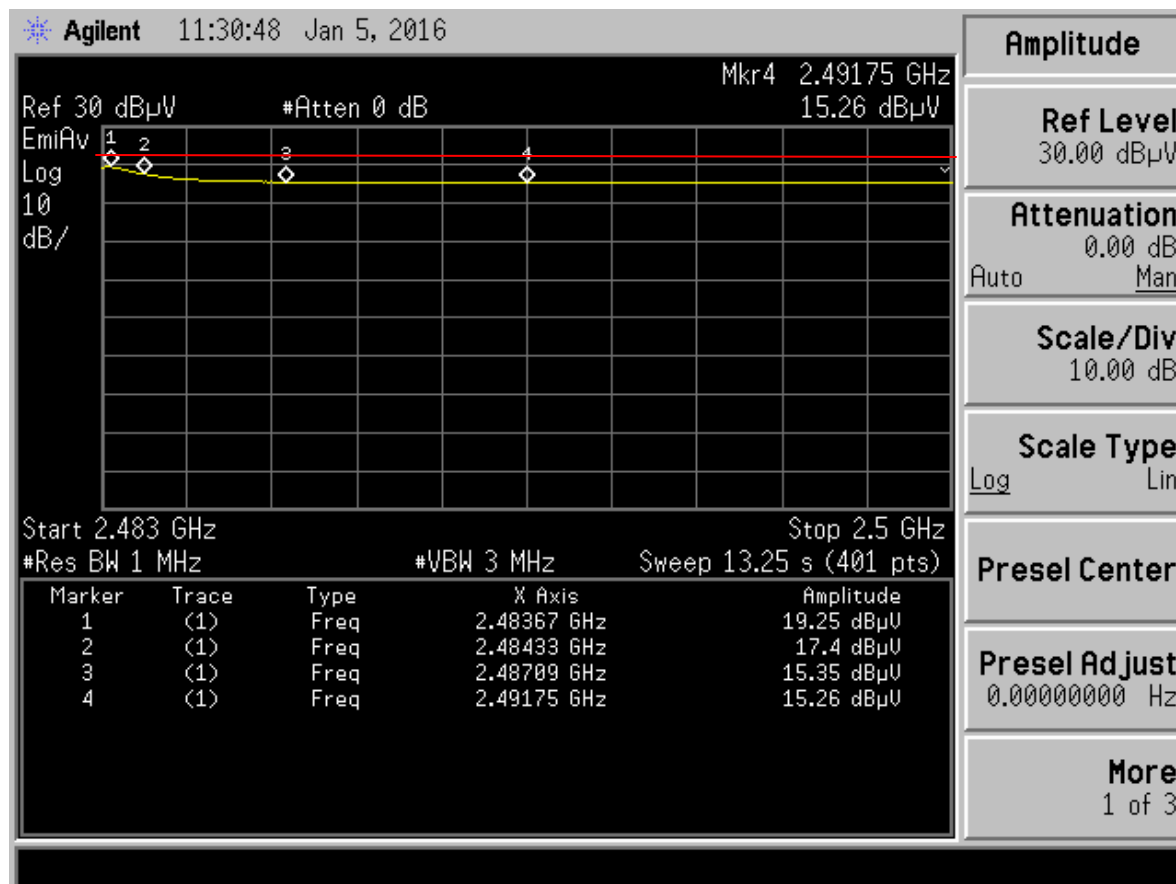 Agilent 11:30:48 Jan 5, 2016
Mkr4 2.49175 GHz
Ref 30 dBµV #Atten 0 dB 15.26 dBµV
EmiAv
Log
10
dB/
1 2 3 4
Start 2.483 GHz Stop 2.5 GHz
#Res BW 1 MHz #VBW 3 MHz Sweep 13.25 s (401 pts)
Marker Trace Type X Axis Amplitude
1 (1) Freq 2.48367 GHz 19.25 dBµV
2 (1) Freq 2.48433 GHz 17.4 dBµV
3 (1) Freq 2.48709 GHz 15.35 dBµV
4 (1) Freq 2.49175 GHz 15.26 dBµV
Amplitude
Ref Level
30.00 dBµV
Attenuation
0.00 dB
Auto Man
Scale/Div
10.00 dB
Scale Type
Log Lin
Presel Center
Presel Adjust
0.00000000 Hz
More
1 of 3